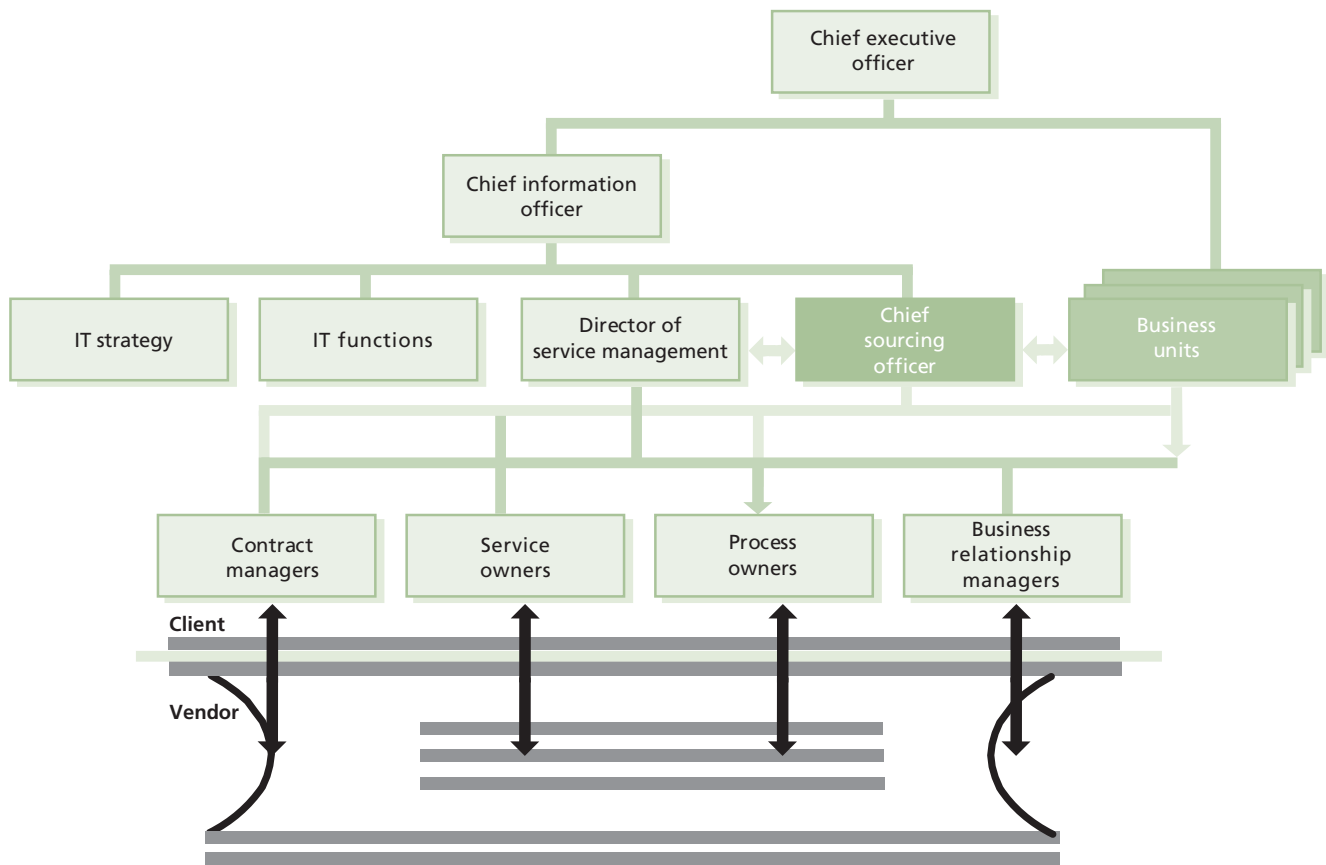 Chief executive
officer
Chief information
officer
IT strategy
IT functions
Director of
service management
Chief
sourcing
officer
Business
units
Contract
managers
Service
owners
Process
owners
Business
relationship
managers
Client
Vendor